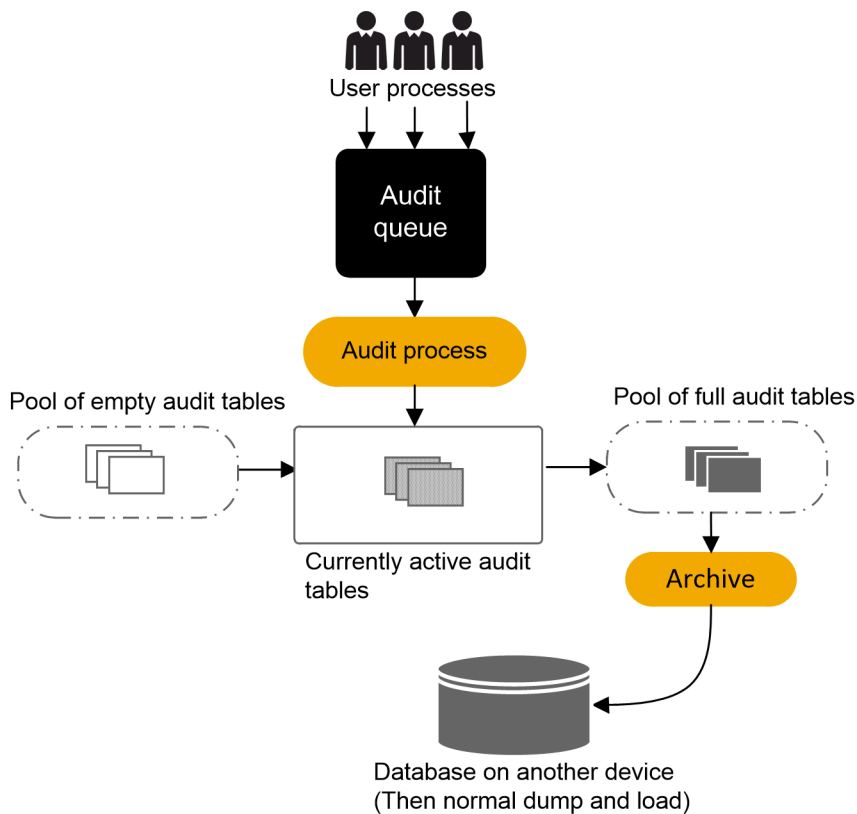 User processes
Audit
queue
Audit process
Pool of empty audit tables
Pool of full audit tables
Currently active audit
tables
Archive
Database on another device
(Then normal dump and load)